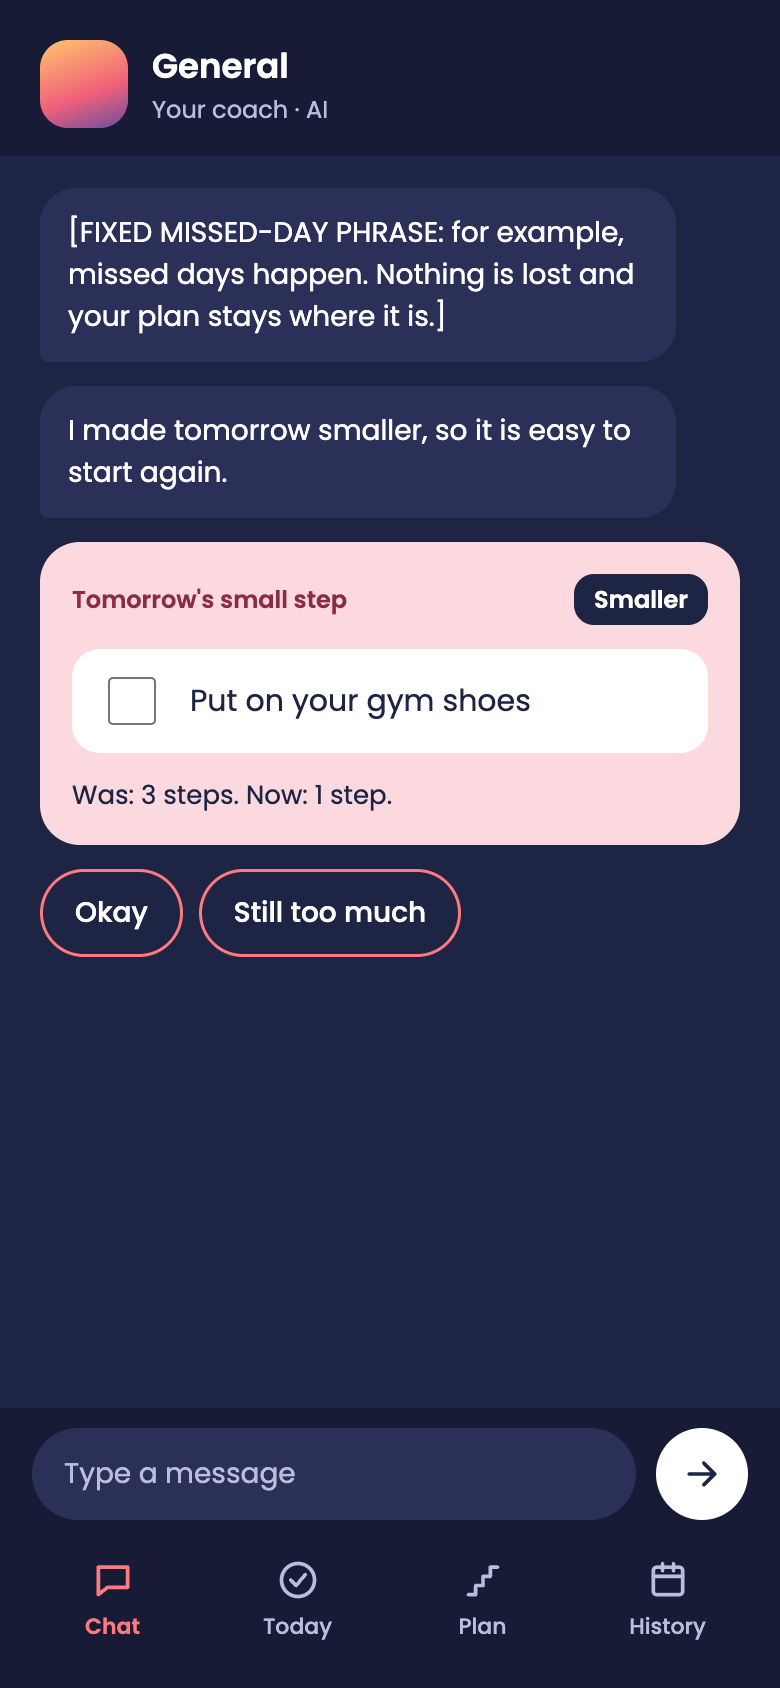 General
Your coach · AI
[FIXED MISSED-DAY PHRASE: for example,
missed days happen. Nothing is lost and
your plan stays where it is.]
I made tomorrow smaller, so it is easy to
start again.
Tomorrow's small step
Smaller
Put on your gym shoes
Was: 3 steps. Now: 1 step.
Okay
Still too much
Type a message
Chat
Today
Plan
History